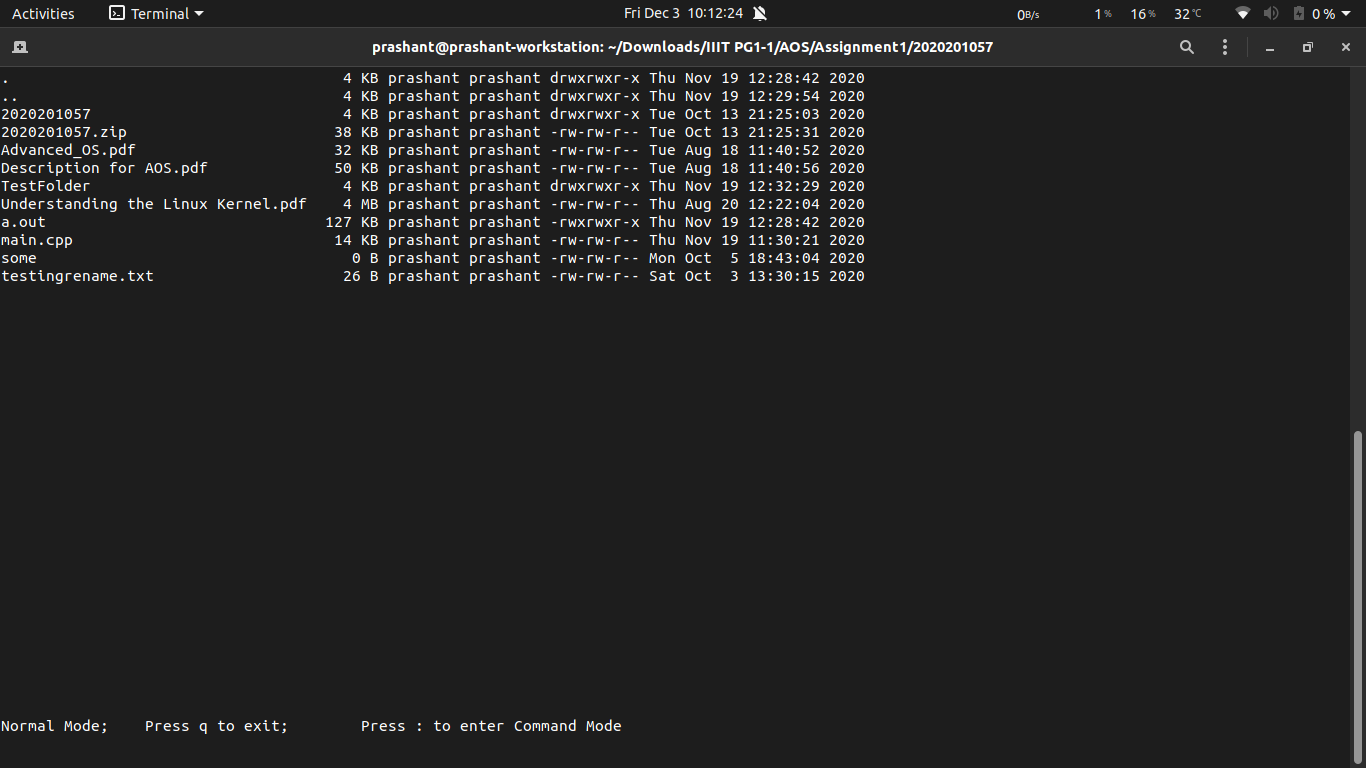 Activities Terminal Fri Dec 3 10:12:24 0B/s 1% 16% 32°C 0 %
prashant@prashant-workstation: ~/Downloads/IIIT PG1-1/AOS/Assignment1/2020201057
. 4 KB prashant prashant drwxrwxr-x Thu Nov 19 12:28:42 2020
.. 4 KB prashant prashant drwxrwxr-x Thu Nov 19 12:29:54 2020
2020201057 4 KB prashant prashant drwxrwxr-x Tue Oct 13 21:25:03 2020
2020201057.zip 38 KB prashant prashant -rw-rw-r-- Tue Oct 13 21:25:31 2020
Advanced_OS.pdf 32 KB prashant prashant -rw-rw-r-- Tue Aug 18 11:40:52 2020
Description for AOS.pdf 50 KB prashant prashant -rw-rw-r-- Tue Aug 18 11:40:56 2020
TestFolder 4 KB prashant prashant drwxrwxr-x Thu Nov 19 12:32:29 2020
Understanding the Linux Kernel.pdf 4 MB prashant prashant -rw-rw-r-- Thu Aug 20 12:22:04 2020
a.out 127 KB prashant prashant -rwxrwxr-x Thu Nov 19 12:28:42 2020
main.cpp 14 KB prashant prashant -rw-rw-r-- Thu Nov 19 11:30:21 2020
some 0 B prashant prashant -rw-rw-r-- Mon Oct 5 18:43:04 2020
testingrename.txt 26 B prashant prashant -rw-rw-r-- Sat Oct 3 13:30:15 2020
Normal Mode; Press q to exit; Press : to enter Command Mode